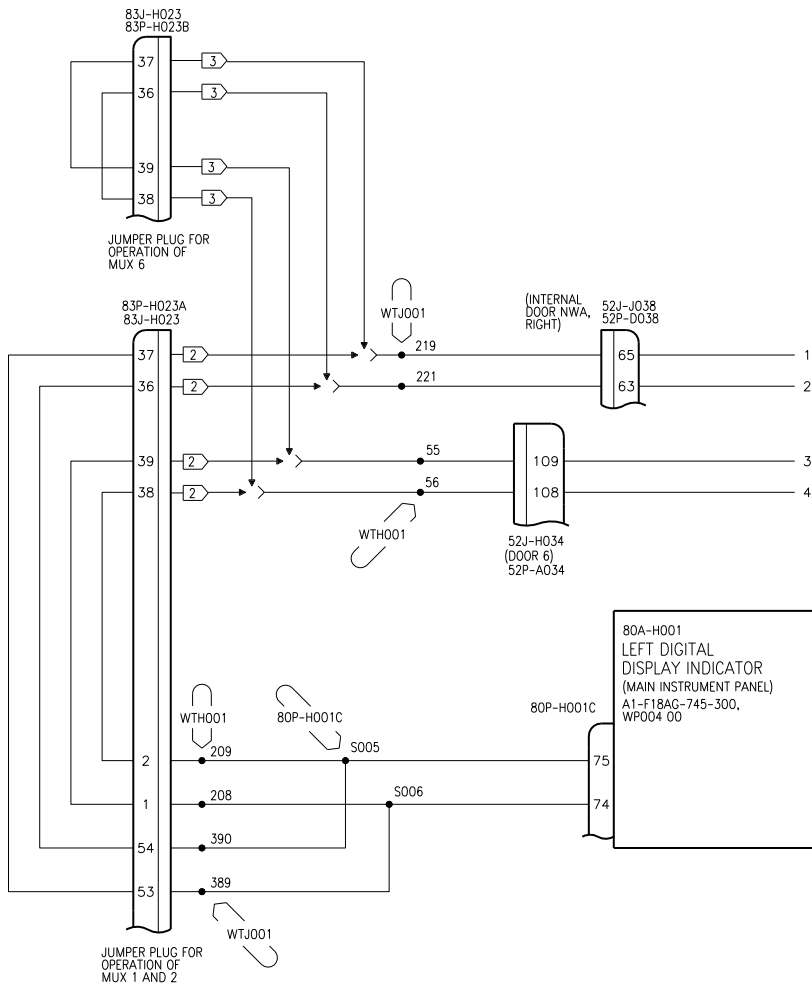 83J-H023
83P-H023B
37
3
36
3
39
3
38
3
JUMPER PLUG FOR
OPERATION OF
MUX 6
83P-H023A
83J-H023
WTJ001
(INTERNAL
DOOR NWA,
RIGHT)
52J-J038
52P-D038
37
2
219
65
1
36
2
221
63
2
39
2
55
109
3
38
2
56
108
4
WTH001
52J-H034
(DOOR 6)
52P-A034
80A-H001
LEFT DIGITAL
DISPLAY INDICATOR
(MAIN INSTRUMENT PANEL)
A1-F18AG-745-300,
WP004 00
80P-H001C
WTH001
80P-H001C
2
209
S005
75
1
208
S006
74
54
390
53
389
WTJ001
JUMPER PLUG FOR
OPERATION OF
MUX 1 AND 2